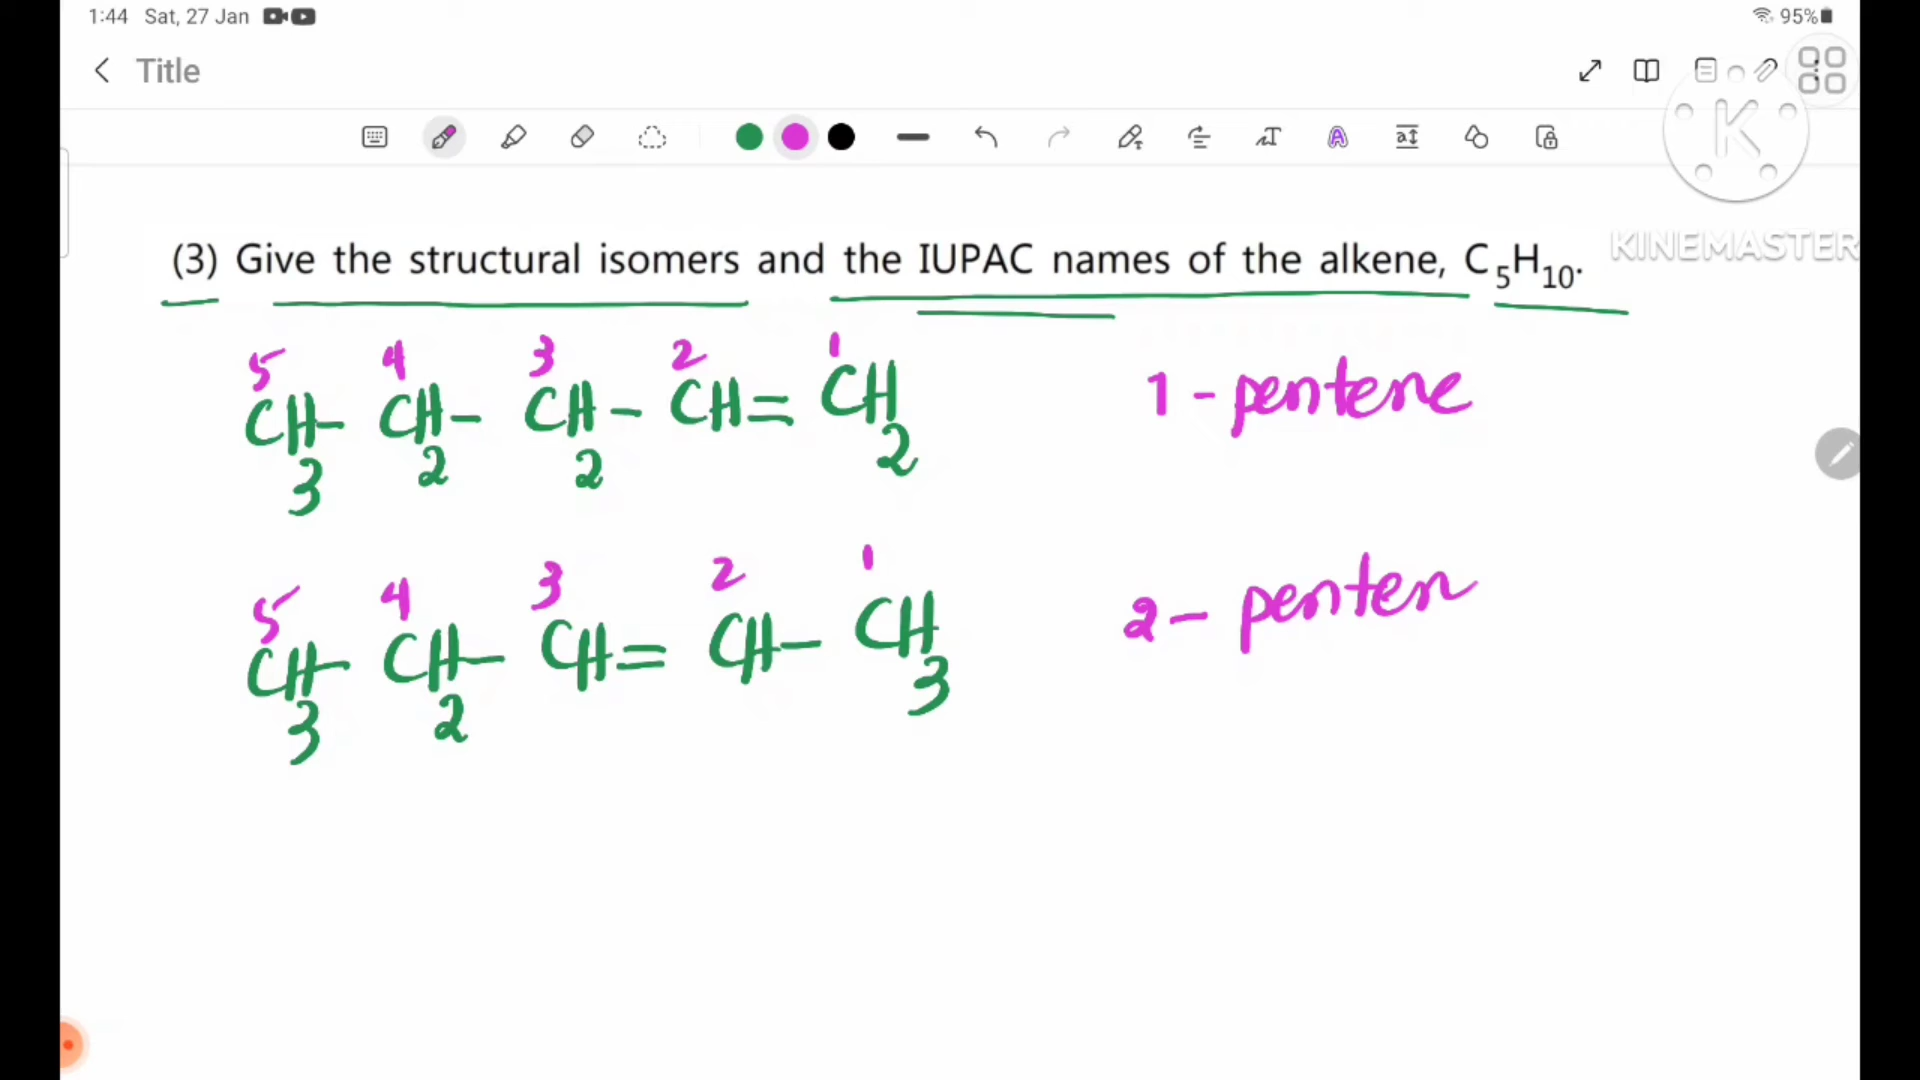 1:44 Sat, 27 Jan 95%
Title
KINEMASTER
(3) Give the structural isomers and the IUPAC names of the alkene, C5H10.
5 4 3 2 1
CH3- CH2- CH2- CH= CH2 1 - pentene
5 4 3 2 1
CH3- CH2- CH= CH- CH3 2 - penten